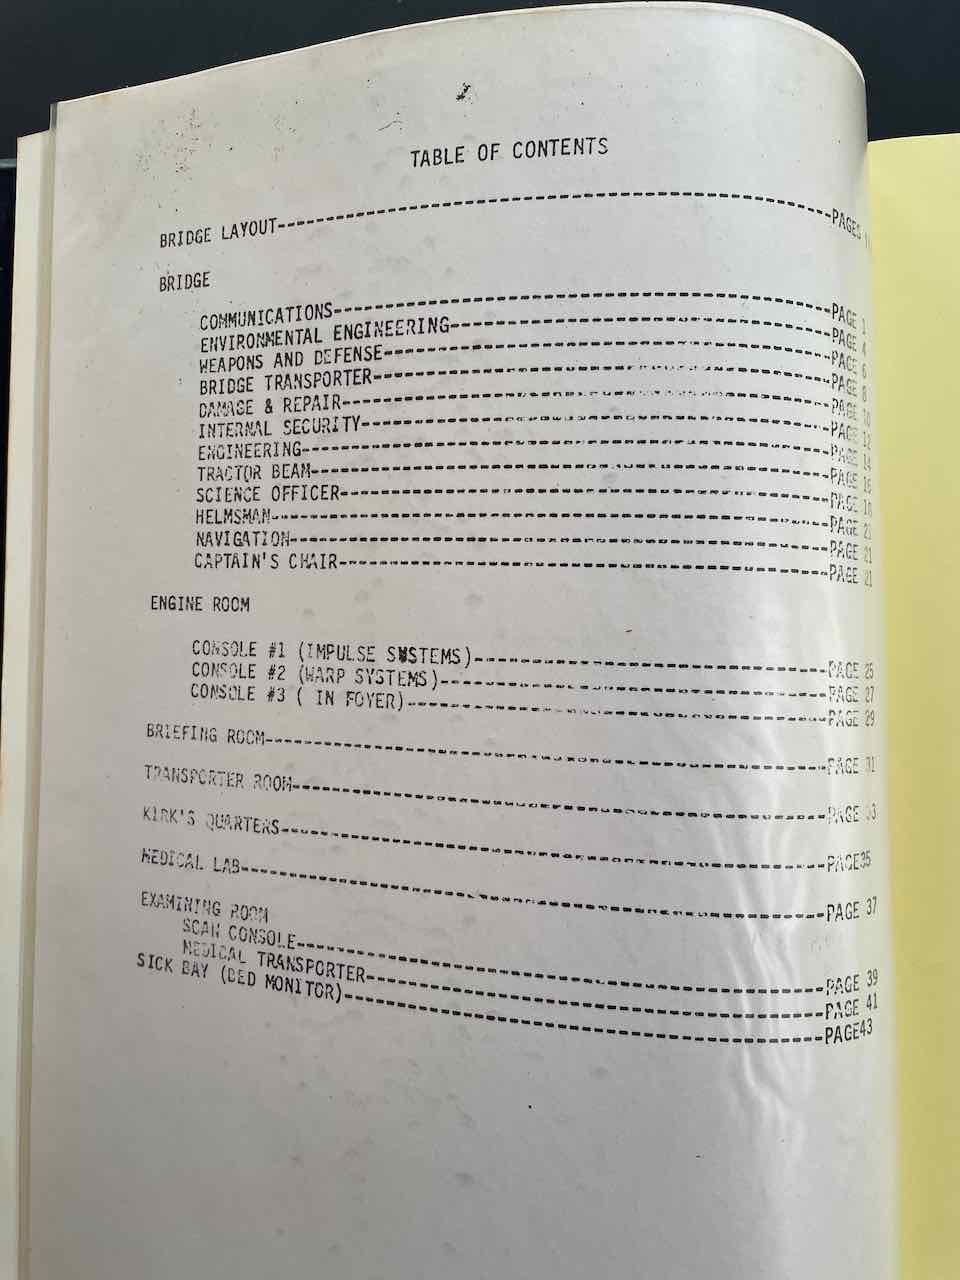 TABLE OF CONTENTS
BRIDGE LAYOUT------------------------------------------------PAGES
BRIDGE
COMMUNICATIONS------------------------------------------------PAGE 1
ENVIRONMENTAL ENGINEERING------------------------------------PAGE 4
WEAPONS AND DEFENSE------------------------------------------PAGE 6
BRIDGE TRANSPORTER-------------------------------------------PAGE 8
DAMAGE & REPAIR----------------------------------------------PAGE 10
INTERNAL SECURITY--------------------------------------------PAGE 12
ENGINEERING--------------------------------------------------PAGE 14
TRACTOR BEAM-------------------------------------------------PAGE
SCIENCE OFFICER----------------------------------------------PAGE 18
HELMSMAN-----------------------------------------------------PAGE
NAVIGATION---------------------------------------------------PAGE 21
CAPTAIN'S CHAIR----------------------------------------------PAGE 21
ENGINE ROOM
CONSOLE #1 (IMPULSE SYSTEMS)---------------------------------PAGE 25
CONSOLE #2 (WARP SYSTEMS)------------------------------------PAGE 27
CONSOLE #3 ( IN FOYER)---------------------------------------PAGE 29
BRIEFING ROOM------------------------------------------------PAGE 31
TRANSPORTER ROOM---------------------------------------------PAGE 33
KIRK'S QUARTERS----------------------------------------------PAGE35
MEDICAL LAB--------------------------------------------------PAGE 37
EXAMINING ROOM
SCAN CONSOLE-------------------------------------------------PAGE 39
MEDICAL TRANSPORTER------------------------------------------PAGE 41
SICK BAY (BED MONITOR)---------------------------------------PAGE43